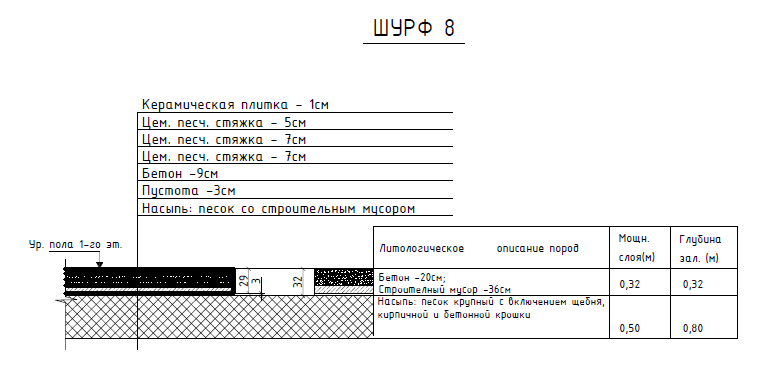 ШУРФ 8
Керамическая плитка - 1см
Цем. песч. стяжка - 5см
Цем. песч. стяжка - 7см
Цем. песч. стяжка - 7см
Бетон -9см
Пустота -3см
Насыпь: песок со строительным мусором
Ур. пола 1-го эт.
Литологическое описание пород
Мощн. слоя(м)
Глубина зал. (м)
29
3
32
Бетон -20см;
Строителный мусор -36см
0,32
0,32
Насыпь: песок крупный с включением щебня,
кирпичной и бетонной крошки
0,50
0,80